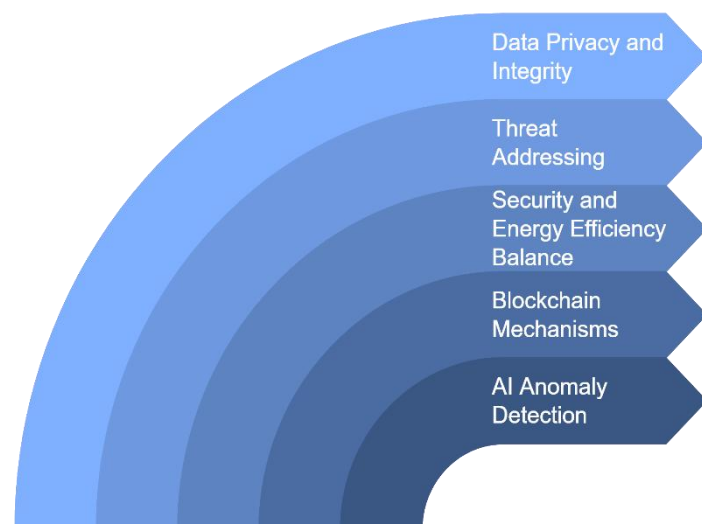 Data Privacy and
Integrity
Threat
Addressing
Security and
Energy Efficiency
Balance
Blockchain
Mechanisms
AI Anomaly
Detection